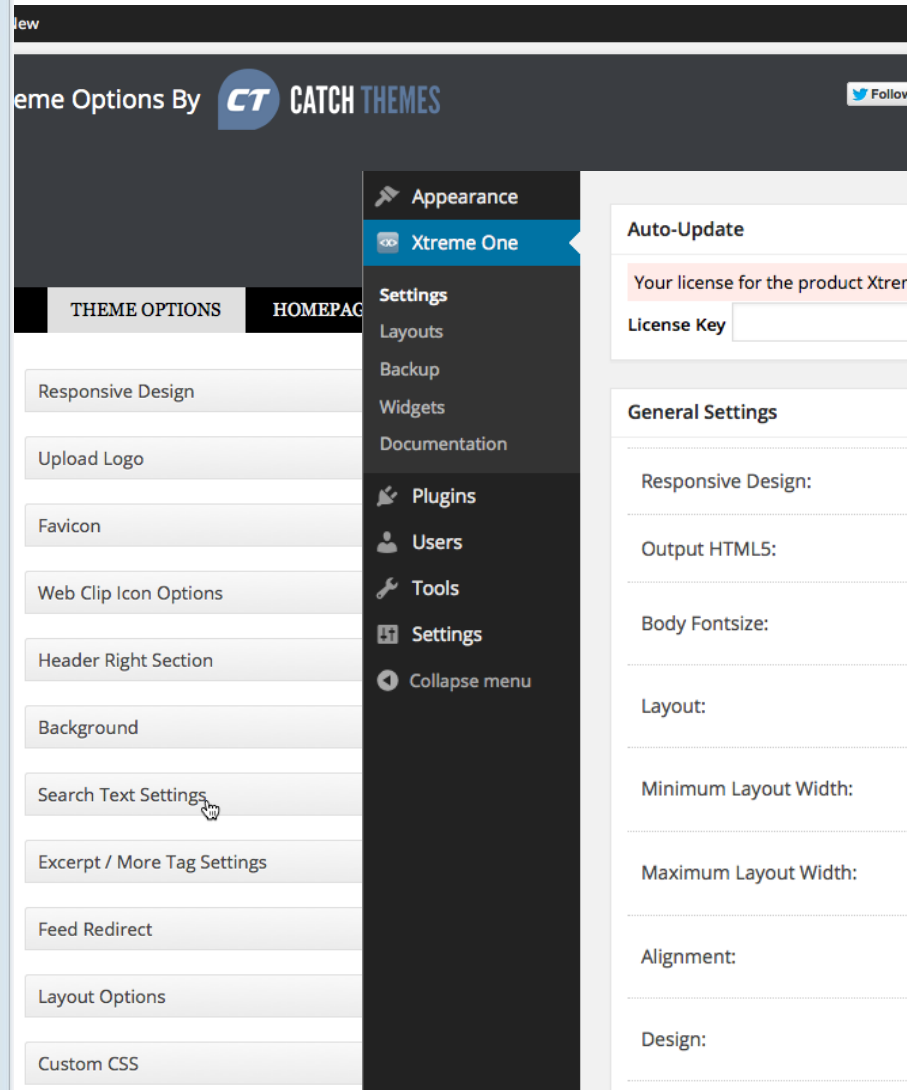 New
eme Options By CT CATCH THEMES
Follow
THEME OPTIONS
HOMEPAG
Responsive Design
Upload Logo
Favicon
Web Clip Icon Options
Header Right Section
Background
Search Text Settings
Excerpt / More Tag Settings
Feed Redirect
Layout Options
Custom CSS
Appearance
Xtreme One
Settings
Layouts
Backup
Widgets
Documentation
Plugins
Users
Tools
Settings
Collapse menu
Auto-Update
Your license for the product Xtrem
License Key
General Settings
Responsive Design:
Output HTML5:
Body Fontsize:
Layout:
Minimum Layout Width:
Maximum Layout Width:
Alignment:
Design: